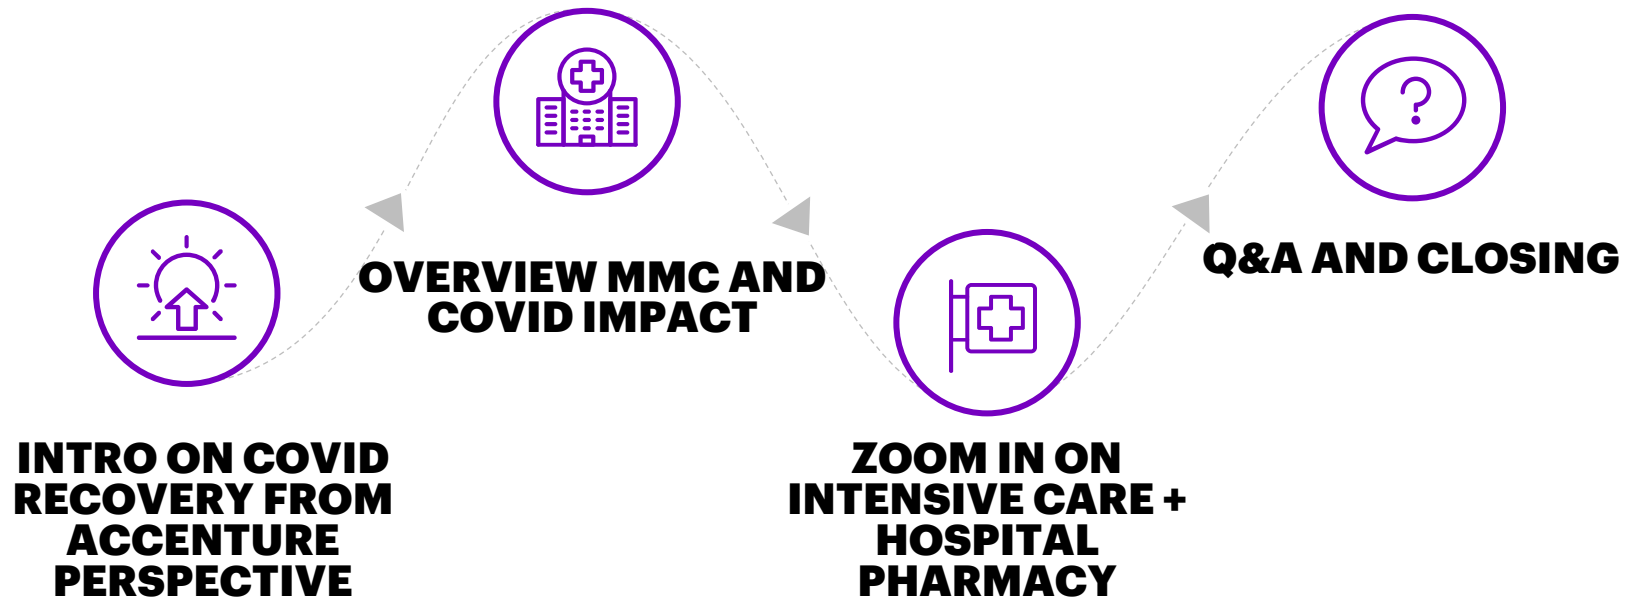 INTRO ON COVID
RECOVERY FROM
ACCENTURE
PERSPECTIVE
OVERVIEW MMC AND
COVID IMPACT
ZOOM IN ON
INTENSIVE CARE +
HOSPITAL
PHARMACY
Q&A AND CLOSING
?